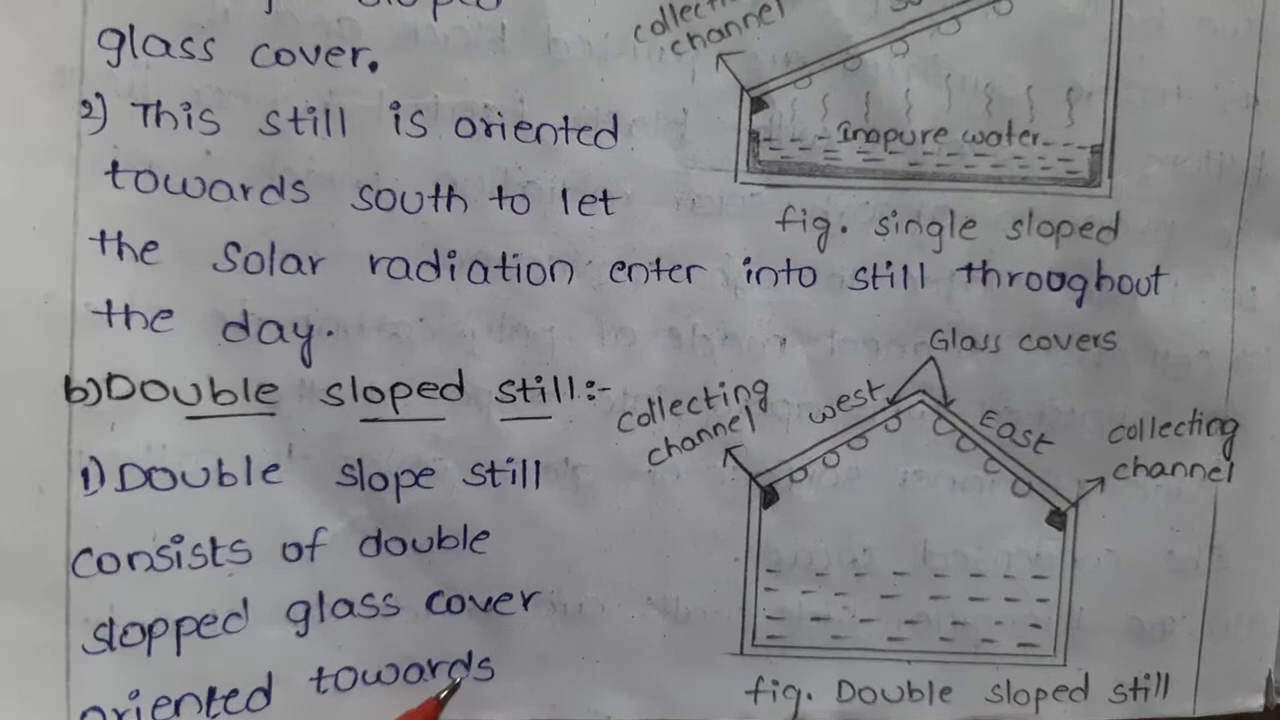 sloped
glass cover.
2) This still is oriented
towards south to let
the solar radiation enter into still throughout
the day.
b) Double sloped still:-
1) Double slope still
consists of double
slopped glass cover
oriented towards
channel
Impure water
fig. single sloped
Glass covers
collecting
channel
west
East
collecting
channel
fig. Double sloped still